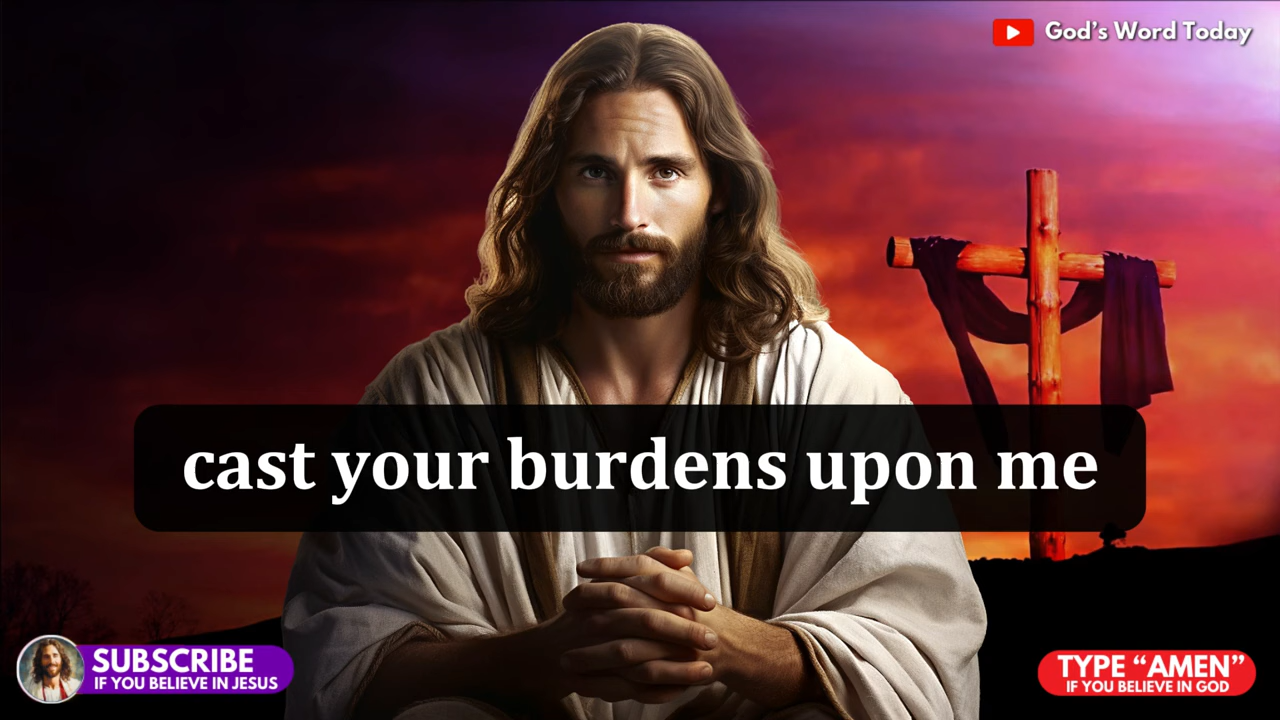 God's Word Today
cast your burdens upon me
SUBSCRIBE
IF YOU BELIEVE IN JESUS
TYPE “AMEN”
IF YOU BELIEVE IN GOD